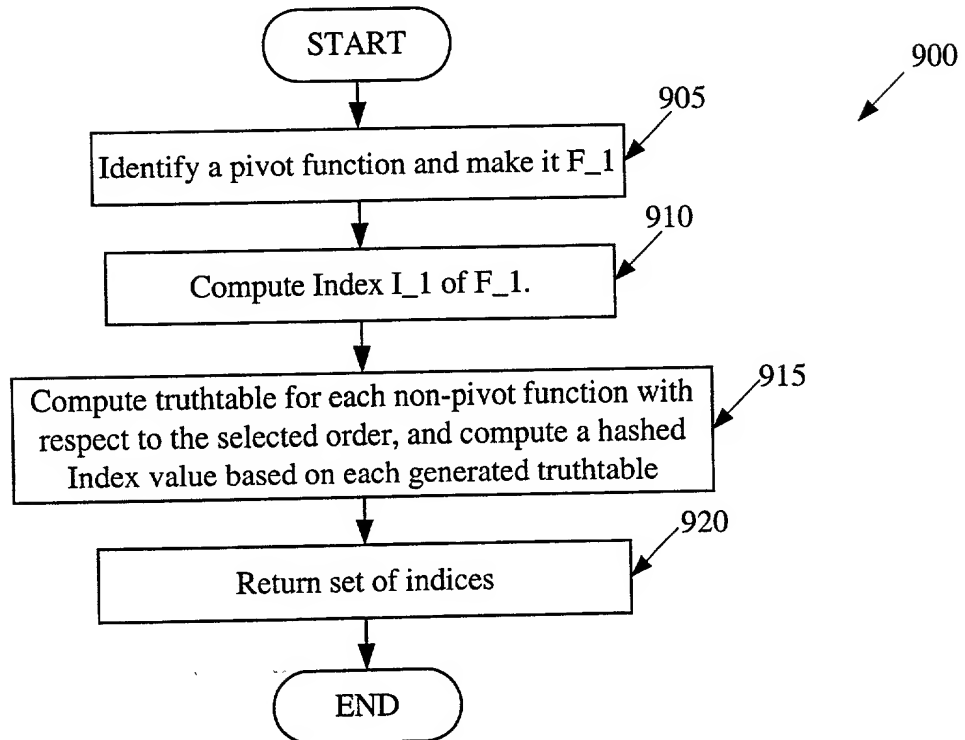 START
900
905
Identify a pivot function and make it F_1
910
Compute Index I_1 of F_1.
915
Compute truthtable for each non-pivot function with
respect to the selected order, and compute a hashed
Index value based on each generated truthtable
920
Return set of indices
END